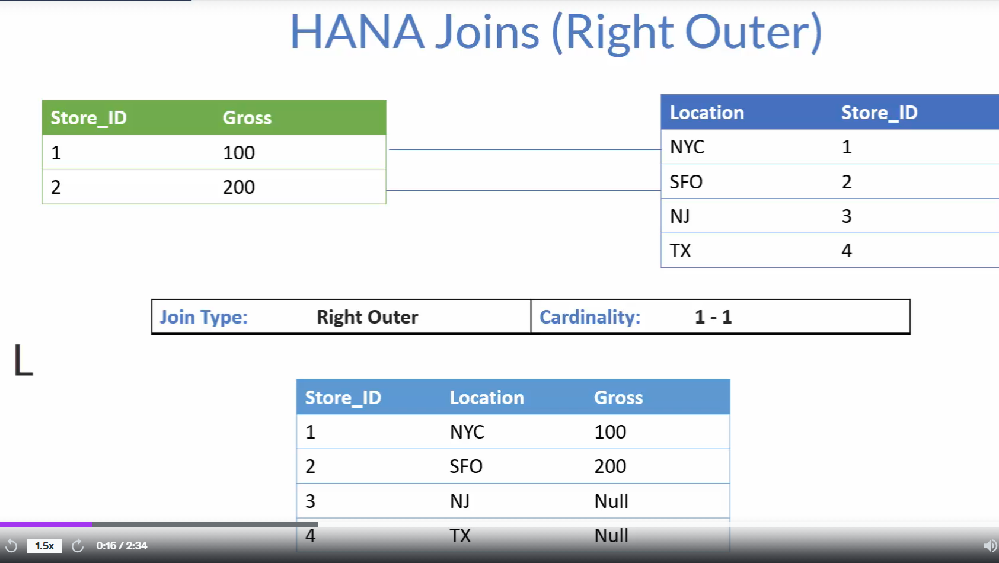 HANA Joins (Right Outer)
Store_ID Gross
1 100
2 200
Location Store_ID
NYC 1
SFO 2
NJ 3
TX 4
Join Type: Right Outer Cardinality: 1 - 1
L
Store_ID Location Gross
1 NYC 100
2 SFO 200
3 NJ Null
4 TX Null
1.5x 0:16 / 2:34